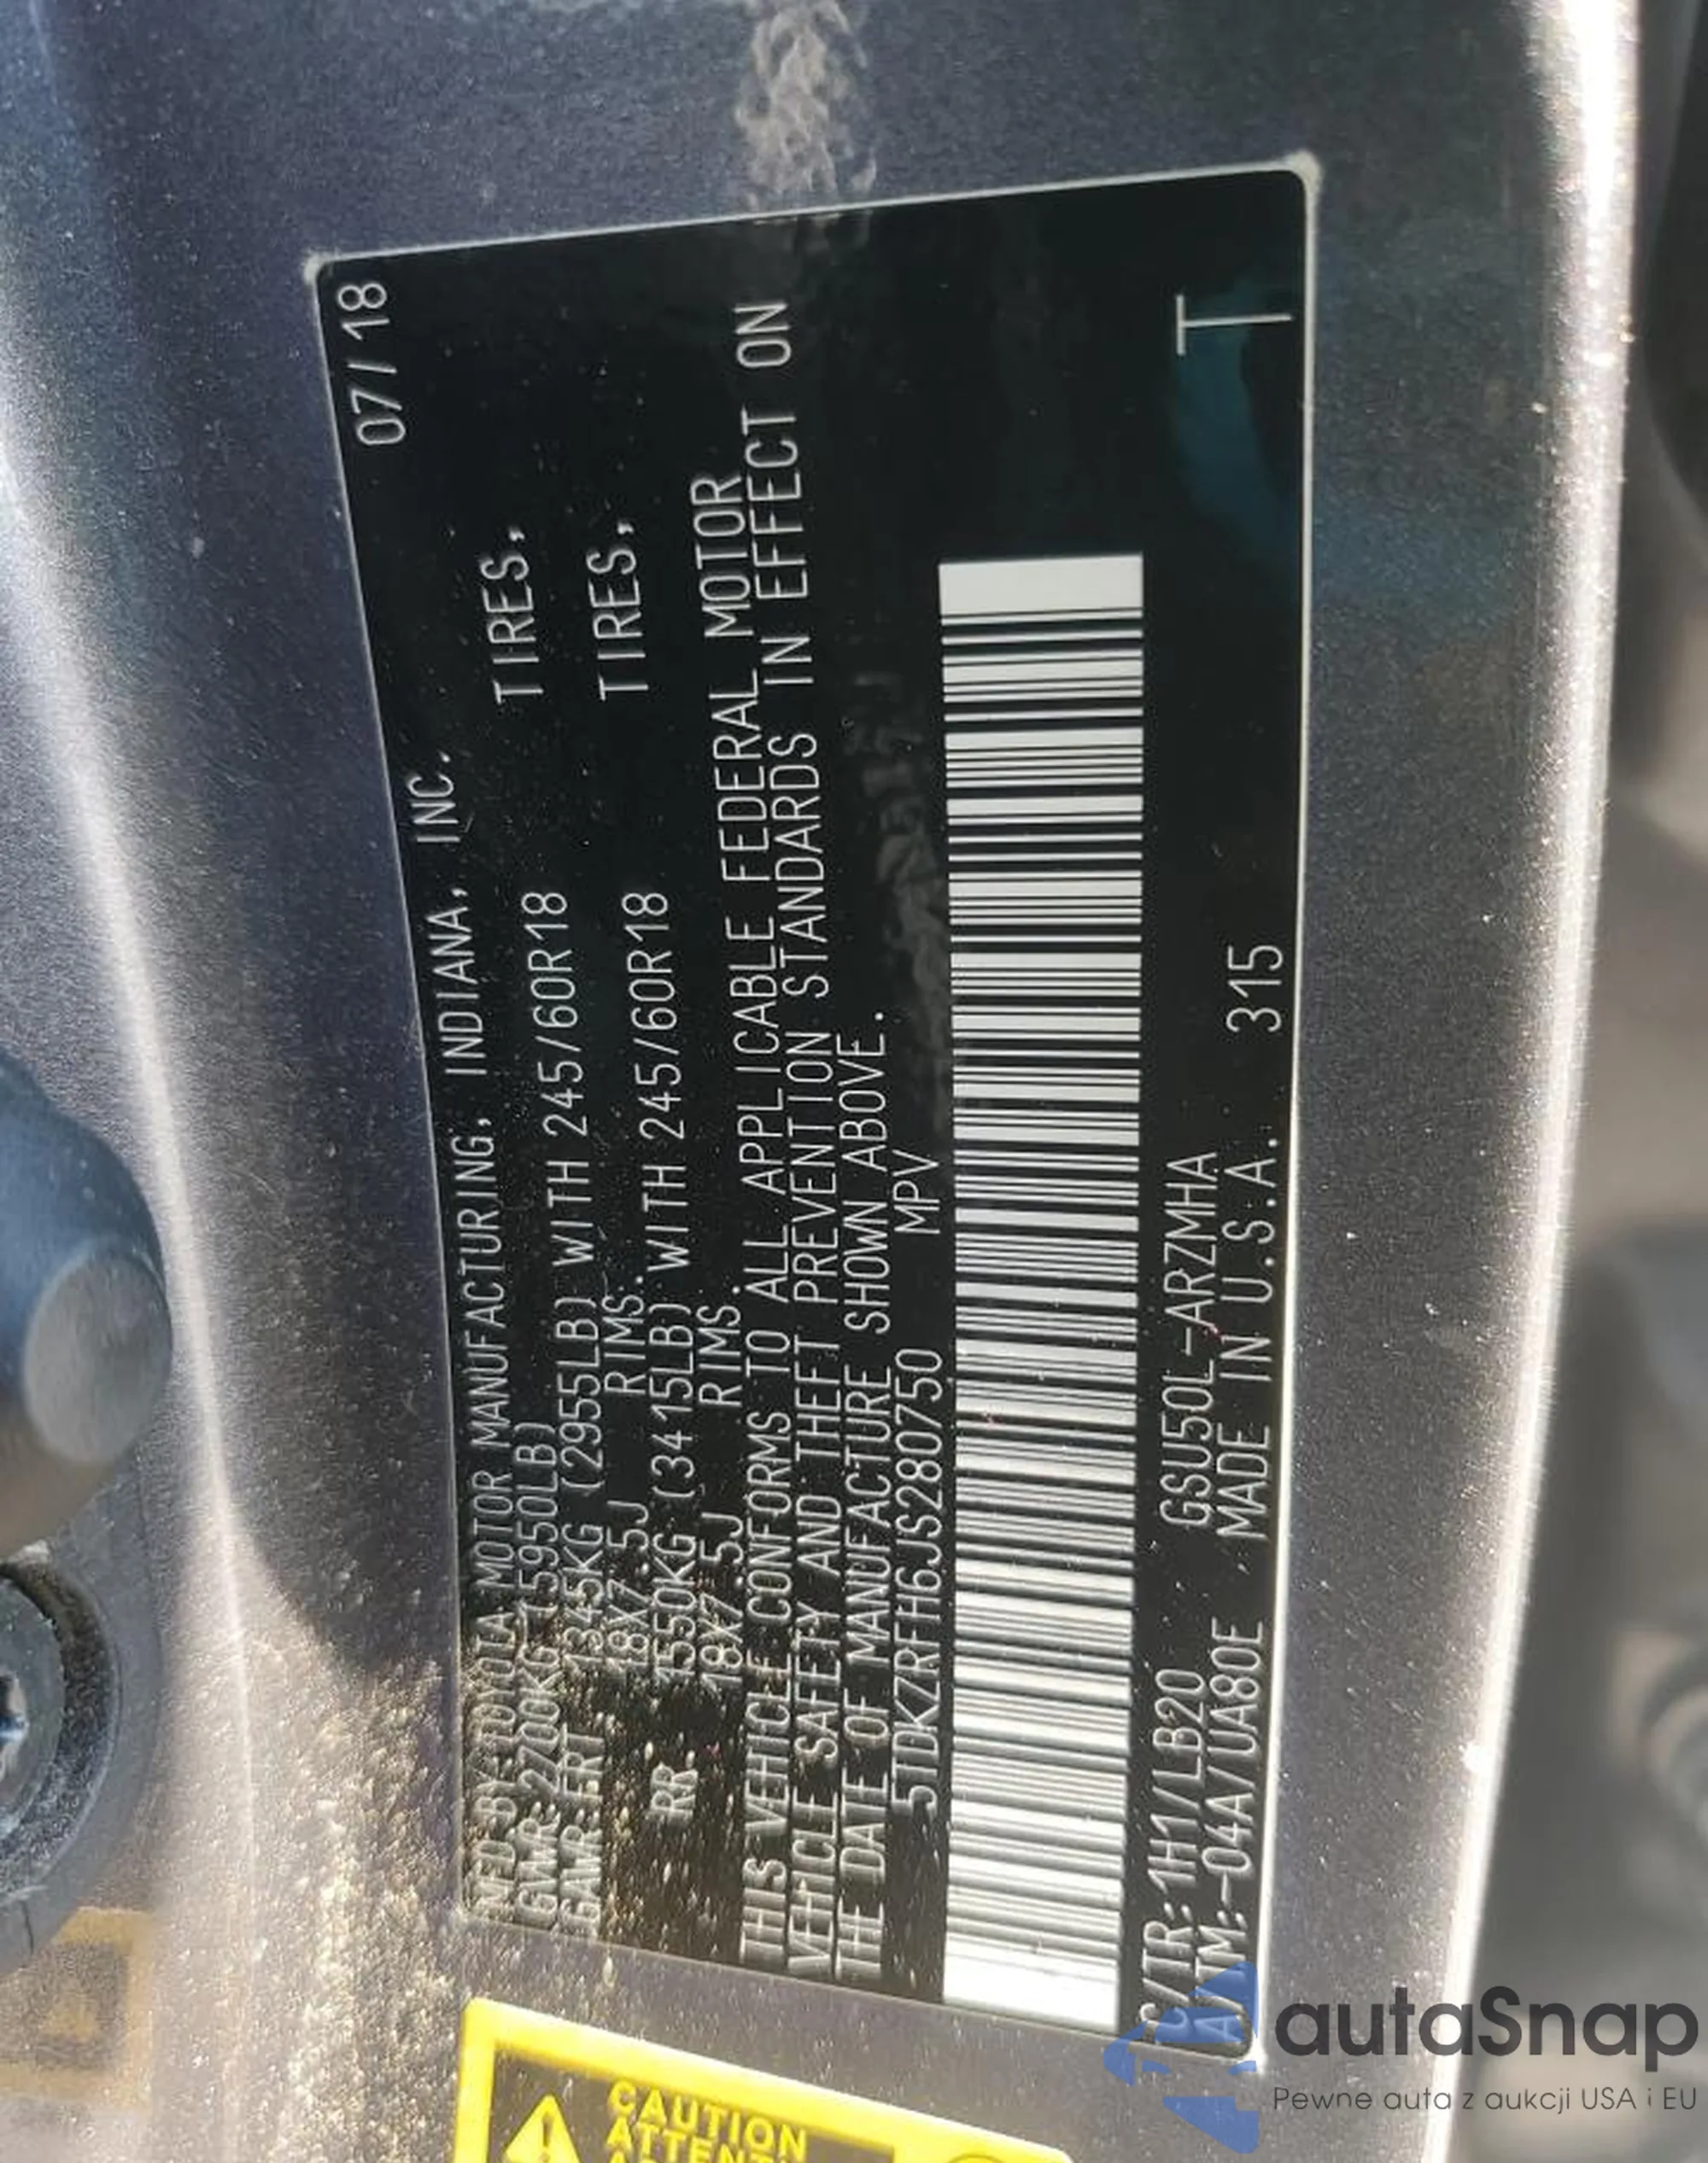 07/18
MFD BY: TOYOTA MOTOR MANUFACTURING, INDIANA, INC.
GVWR: 2700KG (5950LB)
GAWR: FRT 1345KG (2955LB) WITH 245/60R18 TIRES,
18X7.5J RIMS.
RR 1550KG (3415LB) WITH 245/60R18 TIRES,
18X7.5J RIMS.
THIS VEHICLE CONFORMS TO ALL APPLICABLE FEDERAL MOTOR
VEHICLE SAFETY AND THEFT PREVENTION STANDARDS IN EFFECT ON
THE DATE OF MANUFACTURE SHOWN ABOVE.
5TDKZRFH6JS280750 MPV
C/TR: 1H1/LB20 GSU50L-ARZMHA
A/TM: -04A/UA80E MADE IN U.S.A. 315
T
CAUTION
autaSnap
Pewne auta z aukcji USA i EU